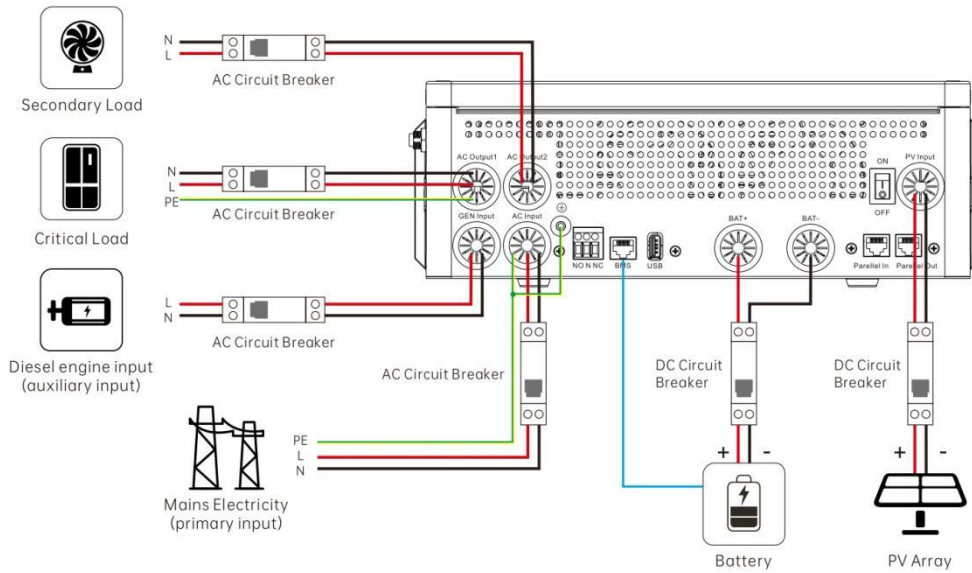 N
L
AC Circuit Breaker
Secondary Load
N
L
PE
AC Circuit Breaker
Critical Load
L
N
AC Circuit Breaker
Diesel engine input
(auxiliary input)
AC Circuit Breaker
PE
L
N
Mains Electricity
(primary input)
AC Output1
AC Output2
GEN Input
AC Input
NO N NC
BMS
USB
BAT+
BAT-
ON
OFF
PV Input
Parellel In
Parellel Out
DC Circuit
Breaker
DC Circuit
Breaker
+ -
+ -
Battery
PV Array